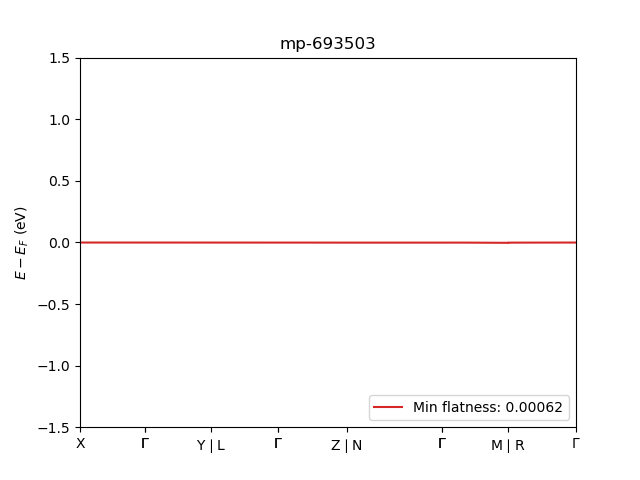 mp-693503
1.5
1.0
0.5
0.0
−0.5
−1.0
−1.5
E − E_F (eV)
Min flatness: 0.00062
X Γ Y | L Γ Z | N Γ M | R Γ